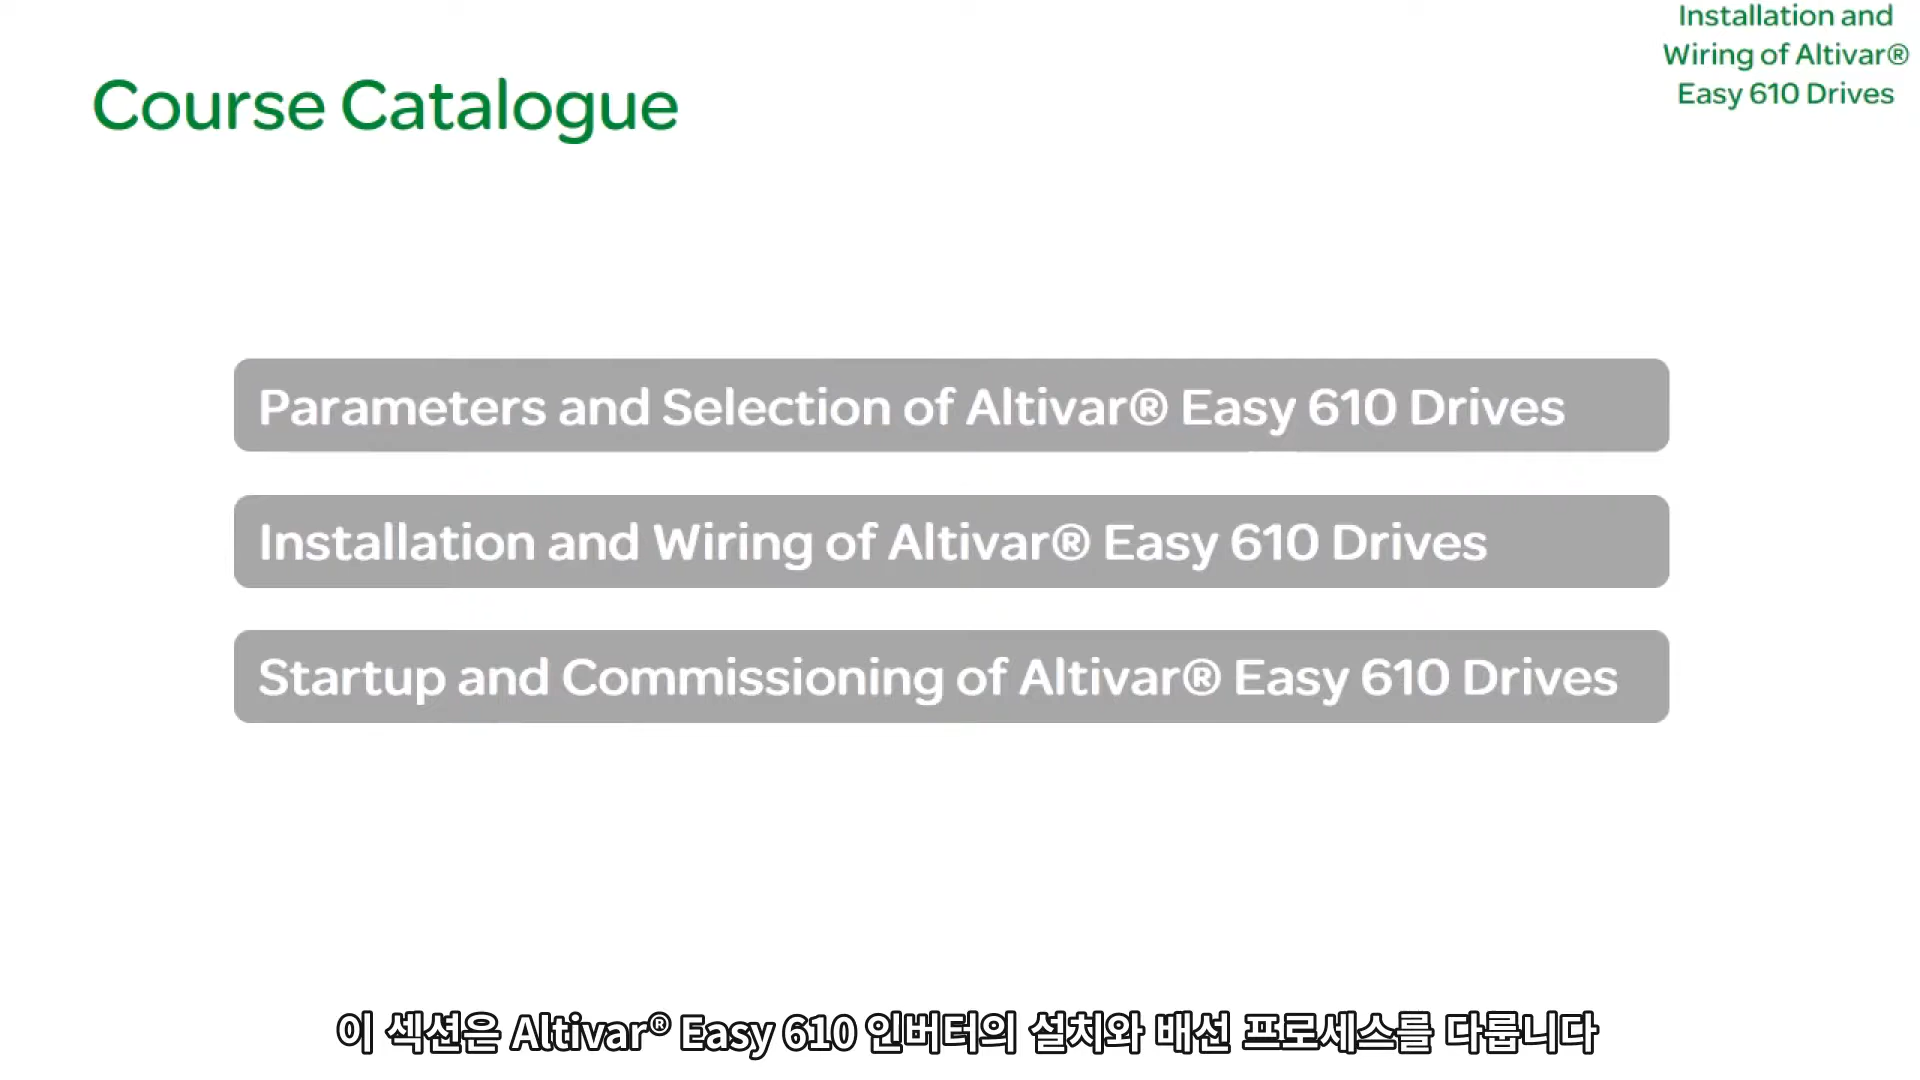 Installation and
Wiring of Altivar®
Easy 610 Drives
Course Catalogue
Parameters and Selection of Altivar® Easy 610 Drives
Installation and Wiring of Altivar® Easy 610 Drives
Startup and Commissioning of Altivar® Easy 610 Drives
이 섹션은 Altivar® Easy 610 인버터의 설치와 배선 프로세스를 다룹니다